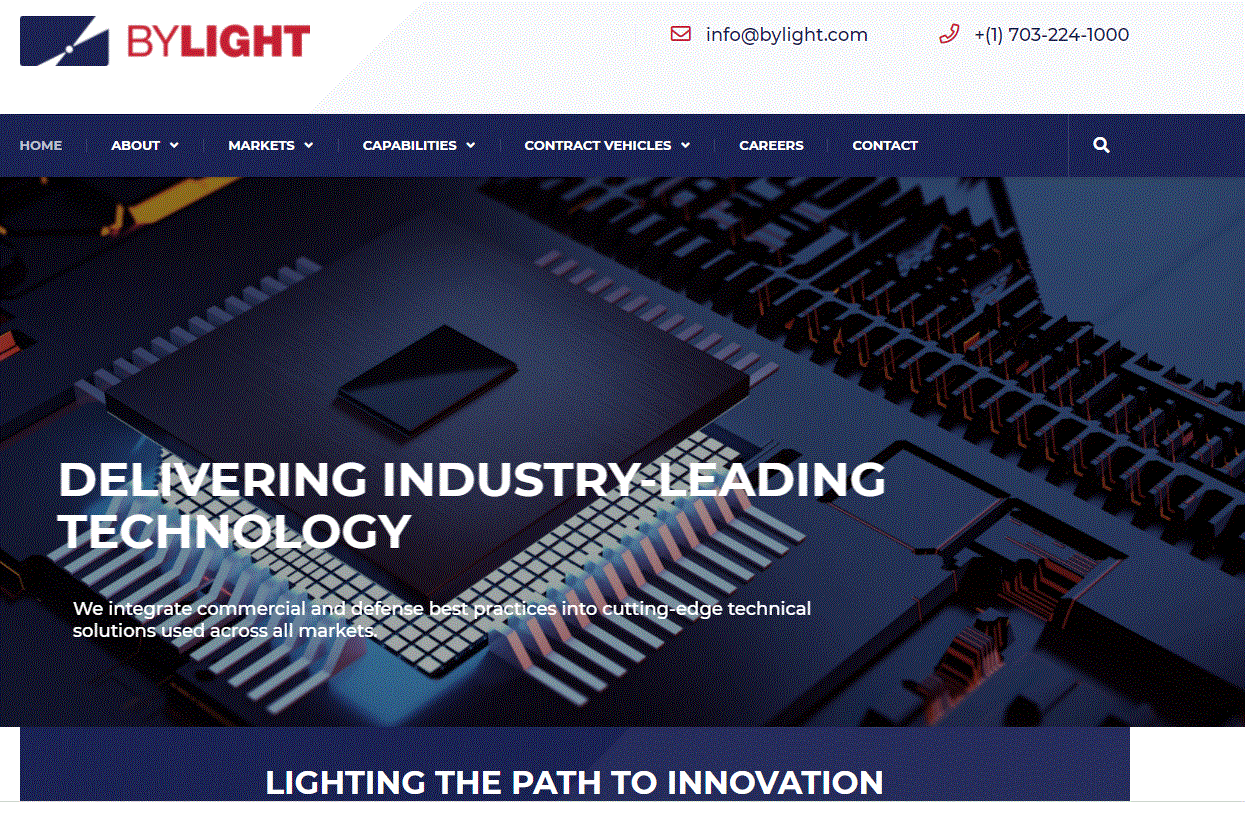 BYLIGHT
info@bylight.com
+(1) 703-224-1000
HOME
ABOUT
MARKETS
CAPABILITIES
CONTRACT VEHICLES
CAREERS
CONTACT
DELIVERING INDUSTRY-LEADING
TECHNOLOGY
We integrate commercial and defense best practices into cutting-edge technical
solutions used across all markets.
LIGHTING THE PATH TO INNOVATION